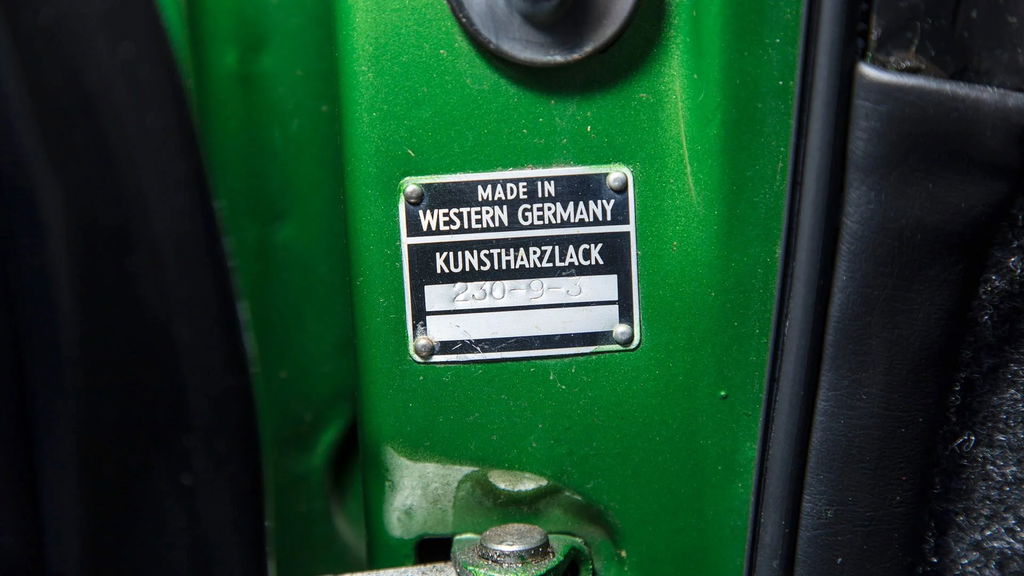 MADE IN
WESTERN GERMANY
KUNSTHARZLACK
230-9-3